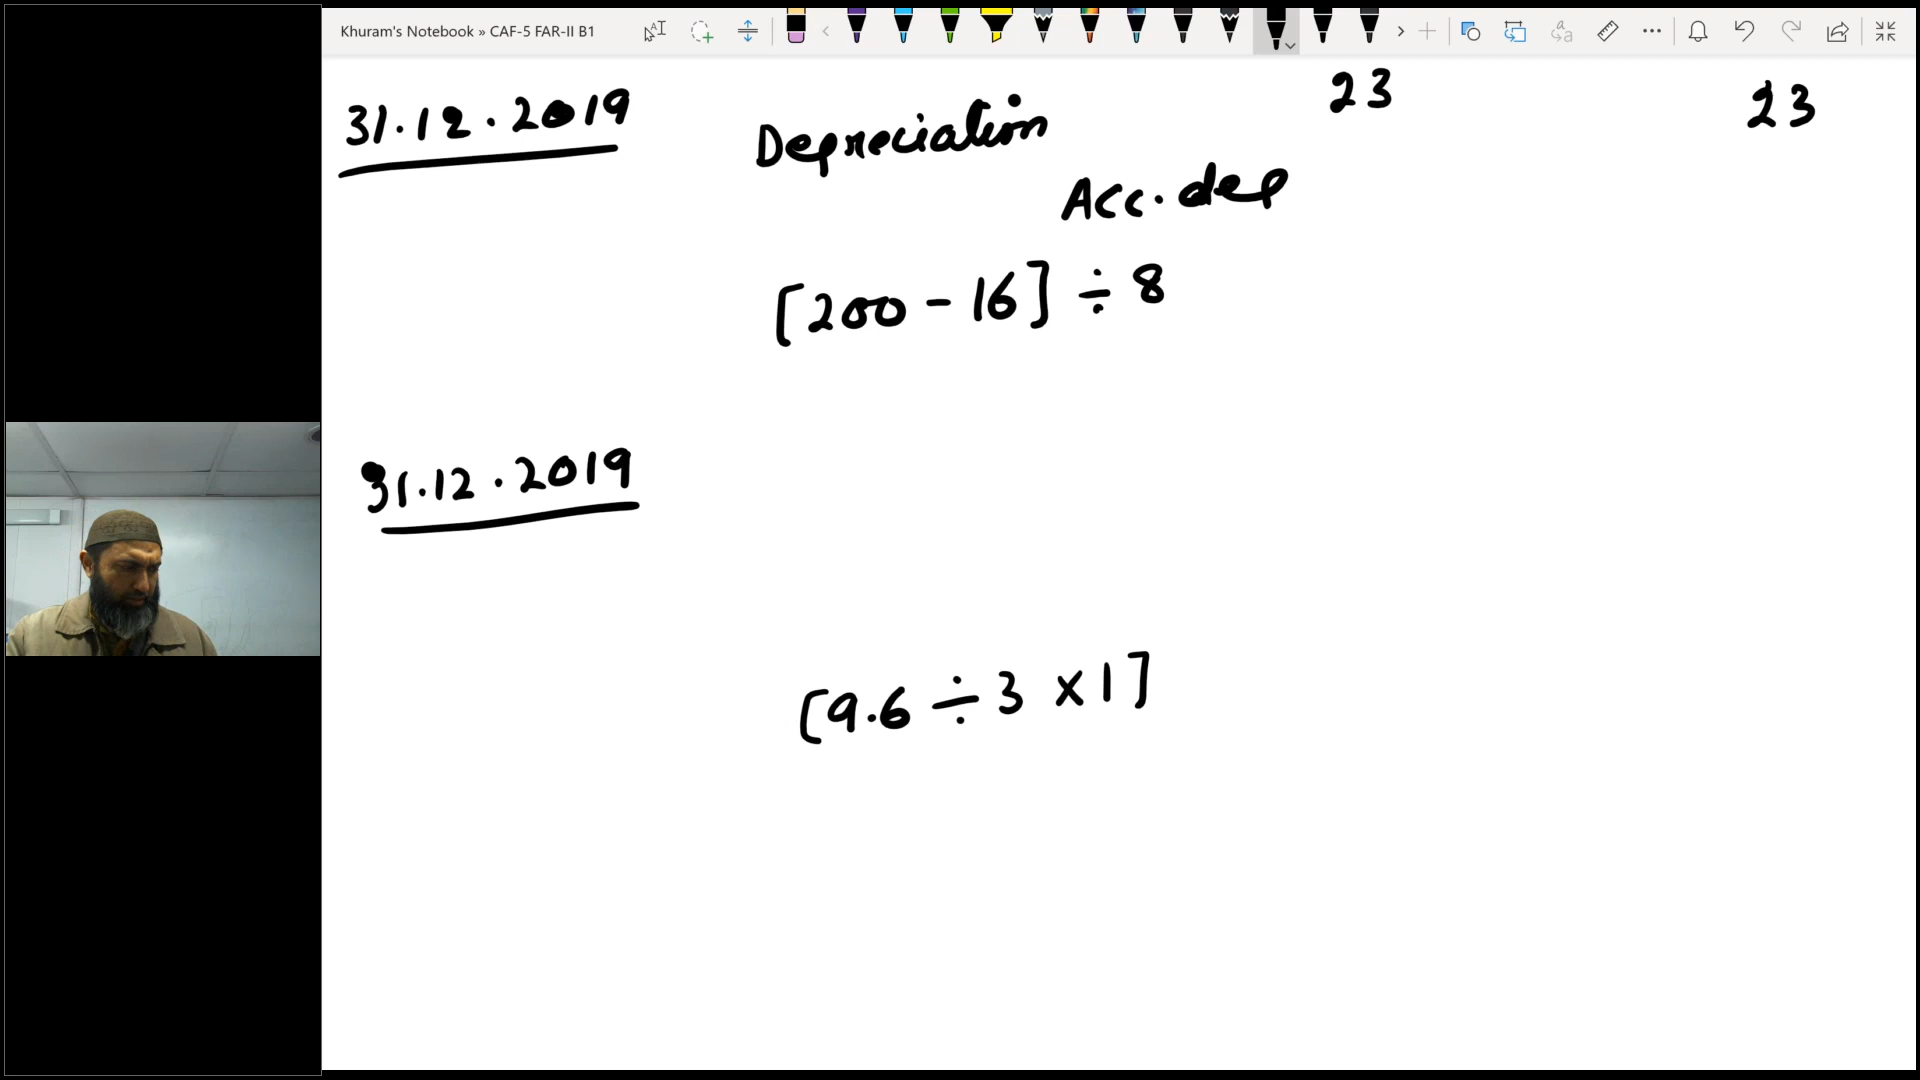 Khuram's Notebook » CAF-5 FAR-II B1
31.12.2019 Depreciation 23 23
Acc. dep
[200 - 16] ÷ 8
31.12.2019
[9.6 ÷ 3 × 1]